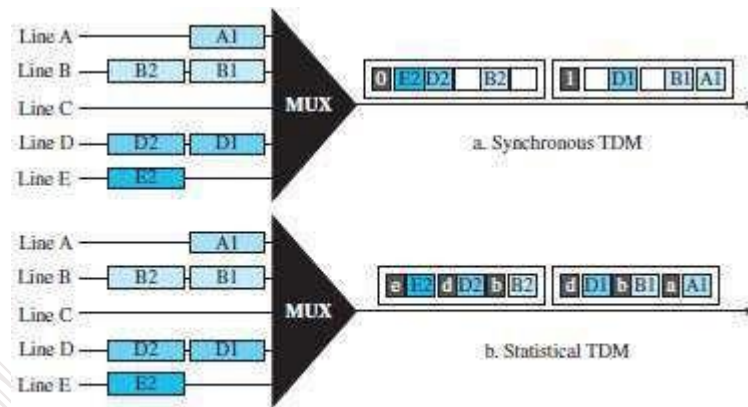 Line A
A1
Line B
B2 B1
Line C
MUX
Line D
D2 D1
Line E
E2
0 E2 D2 B2
1 D1 B1 A1
a. Synchronous TDM
Line A
A1
Line B
B2 B1
Line C
MUX
Line D
D2 D1
Line E
E2
e E2 d D2 b B2
d D1 b B1 a A1
b. Statistical TDM